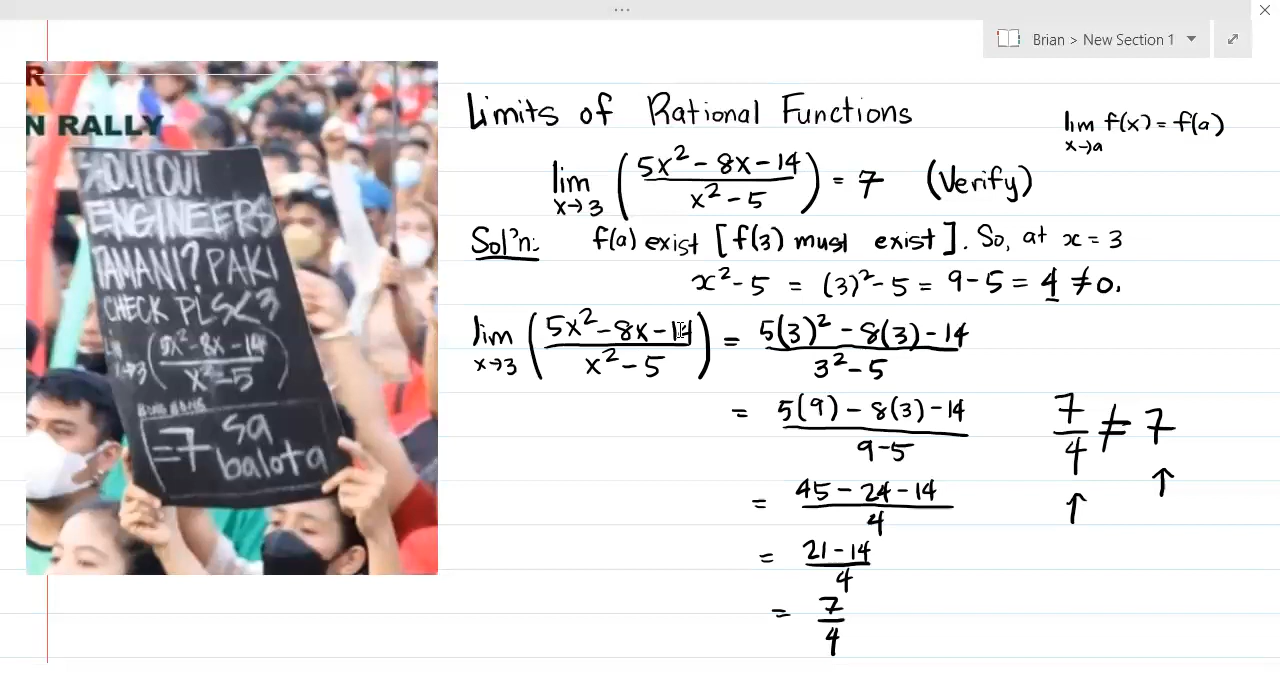 ...
Brian > New Section 1
R
N RALLY
SHOUTOUT
ENGINEERS
TAMANI? PAKI
CHECK PLS <3
lim x→3 (5x² - 8x - 14 / x² - 5)
=7 sa
balota
Limits of Rational Functions
lim x→a f(x) = f(a)
lim x→3 (5x² - 8x - 14 / x² - 5) = 7 (Verify)
Sol'n: f(a) exist [f(3) must exist]. So, at x = 3
x² - 5 = (3)² - 5 = 9 - 5 = 4 ≠ 0.
lim x→3 (5x² - 8x - 14 / x² - 5) = 5(3)² - 8(3) - 14 / 3² - 5
= 5(9) - 8(3) - 14 / 9 - 5
7/4 ≠ 7
↑ ↑
= 45 - 24 - 14 / 4
= 21 - 14 / 4
= 7/4